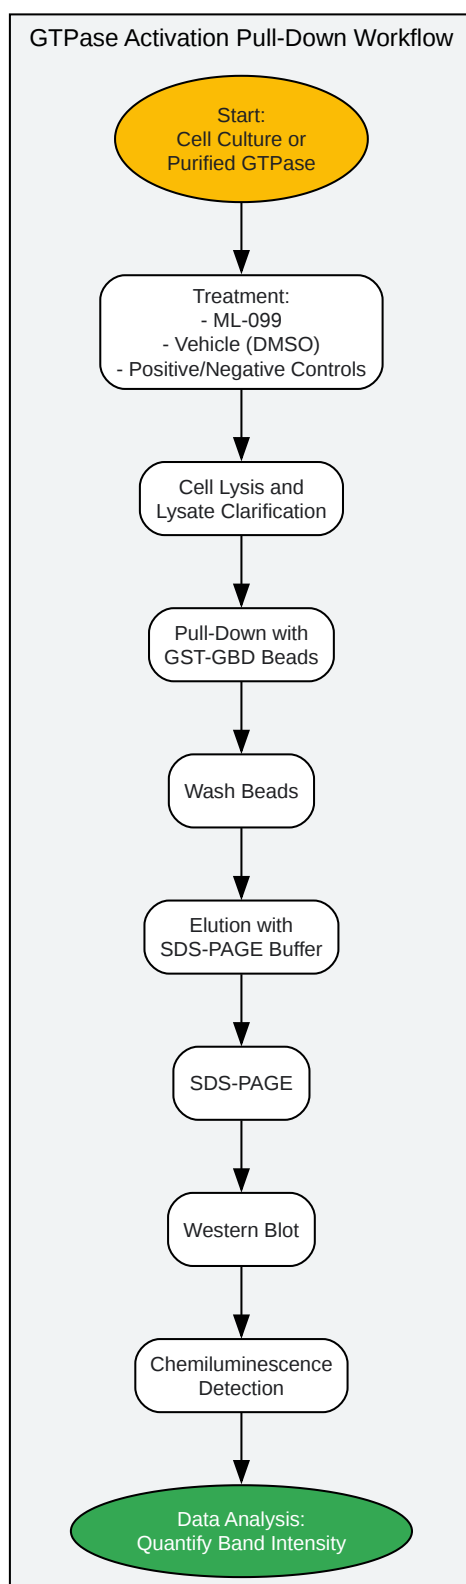 GTPase Activation Pull-Down Workflow
Start:
Cell Culture or
Purified GTPase
Treatment:
- ML-099
- Vehicle (DMSO)
- Positive/Negative Controls
Cell Lysis and
Lysate Clarification
Pull-Down with
GST-GBD Beads
Wash Beads
Elution with
SDS-PAGE Buffer
SDS-PAGE
Western Blot
Chemiluminescence
Detection
Data Analysis:
Quantify Band Intensity